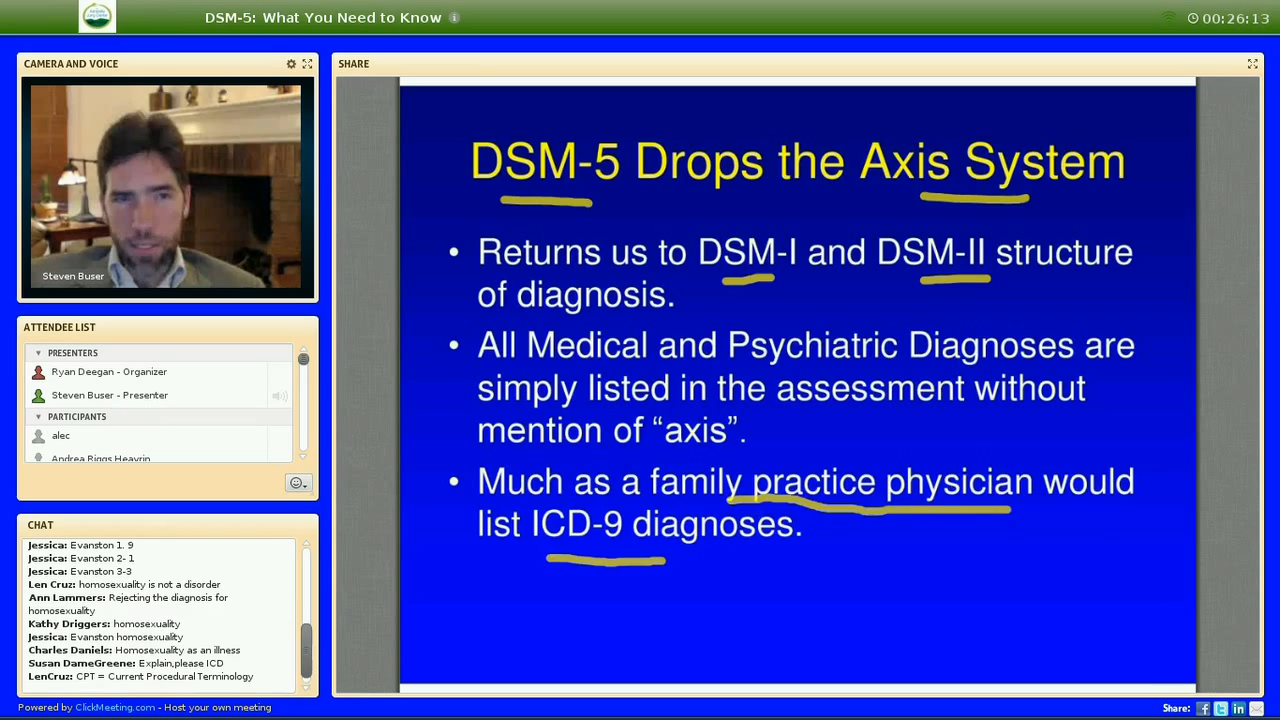 DSM-5: What You Need to Know
00:26:13
CAMERA AND VOICE
Steven Buser
ATTENDEE LIST
PRESENTERS
Ryan Deegan - Organizer
Steven Buser - Presenter
PARTICIPANTS
alec
Andrea Riggs Heavrin
CHAT
Jessica: Evanston 1. 9
Jessica: Evanston 2- 1
Jessica: Evanston 3-3
Len Cruz: homosexuality is not a disorder
Ann Lammers: Rejecting the diagnosis for
homosexuality
Kathy Driggers: homosexuality
Jessica: Evanston homosexuality
Charles Daniels: Homosexuality as an illness
Susan DameGreene: Explain,please ICD
LenCruz: CPT = Current Procedural Terminology
SHARE
DSM-5 Drops the Axis System
• Returns us to DSM-I and DSM-II structure
of diagnosis.
• All Medical and Psychiatric Diagnoses are
simply listed in the assessment without
mention of “axis”.
• Much as a family practice physician would
list ICD-9 diagnoses.
Powered by ClickMeeting.com - Host your own meeting
Share: